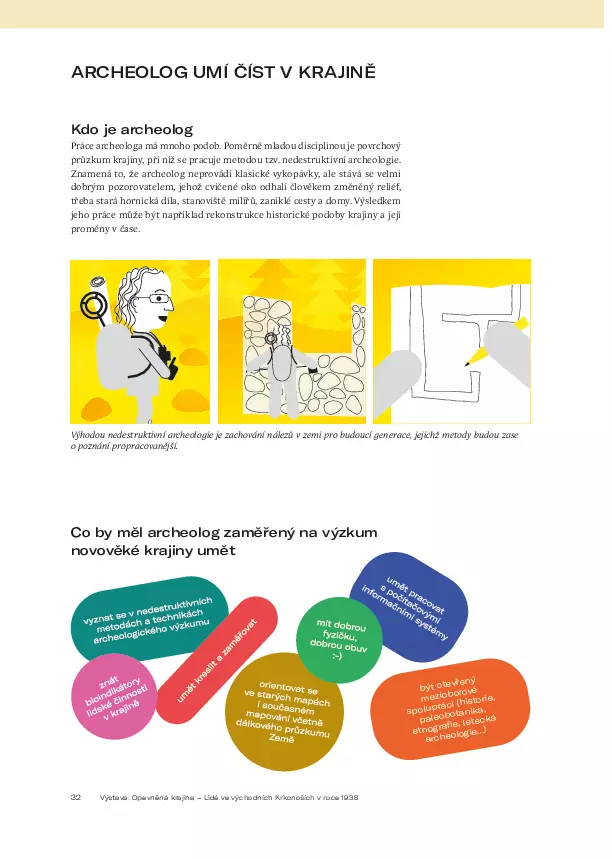 ARCHEOLOG UMÍ ČÍST V KRAJINĚ
Kdo je archeolog
Práce archeologa má mnoho podob. Poměrně mladou disciplínou je povrchový
průzkum krajiny, při níž se pracuje metodou tzv. nedestruktivní archeologie.
Znamená to, že archeolog neprovádí klasické vykopávky, ale stává se velmi
dobrým pozorovatelem, jehož cvičené oko odhalí člověkem změněný reliéf,
třeba stará hornická díla, stanoviště milířů, zaniklé cesty a domy. Výsledkem
jeho práce může být například rekonstrukce historické podoby krajiny a její
proměny v čase.
Výhodou nedestruktivní archeologie je zachování nálezů v zemi pro budoucí generace, jejichž metody budou zase
o poznání propracovanější.
Co by měl archeolog zaměřený na výzkum
novověké krajiny umět
vyznat se v nedestruktivních
metodách a technikách
archeologického výzkumu
znát
bioindikátory
lidské činnosti
v krajině
umět kreslit a zaměřovat
orientovat se
ve starých mapách
i současném
mapování včetně
dálkového průzkumu
Země
mít dobrou
fyzičku,
dobrou obuv
:-)
umět pracovat
s počítačovými
informačními systémy
být otevřený
mezioborové
spolupráci (historie,
paleobotanika,
etnografie, letecká
archeologie...)
32 Výstava: Opevněná krajina – Lidé ve východních Krkonoších v roce 1938